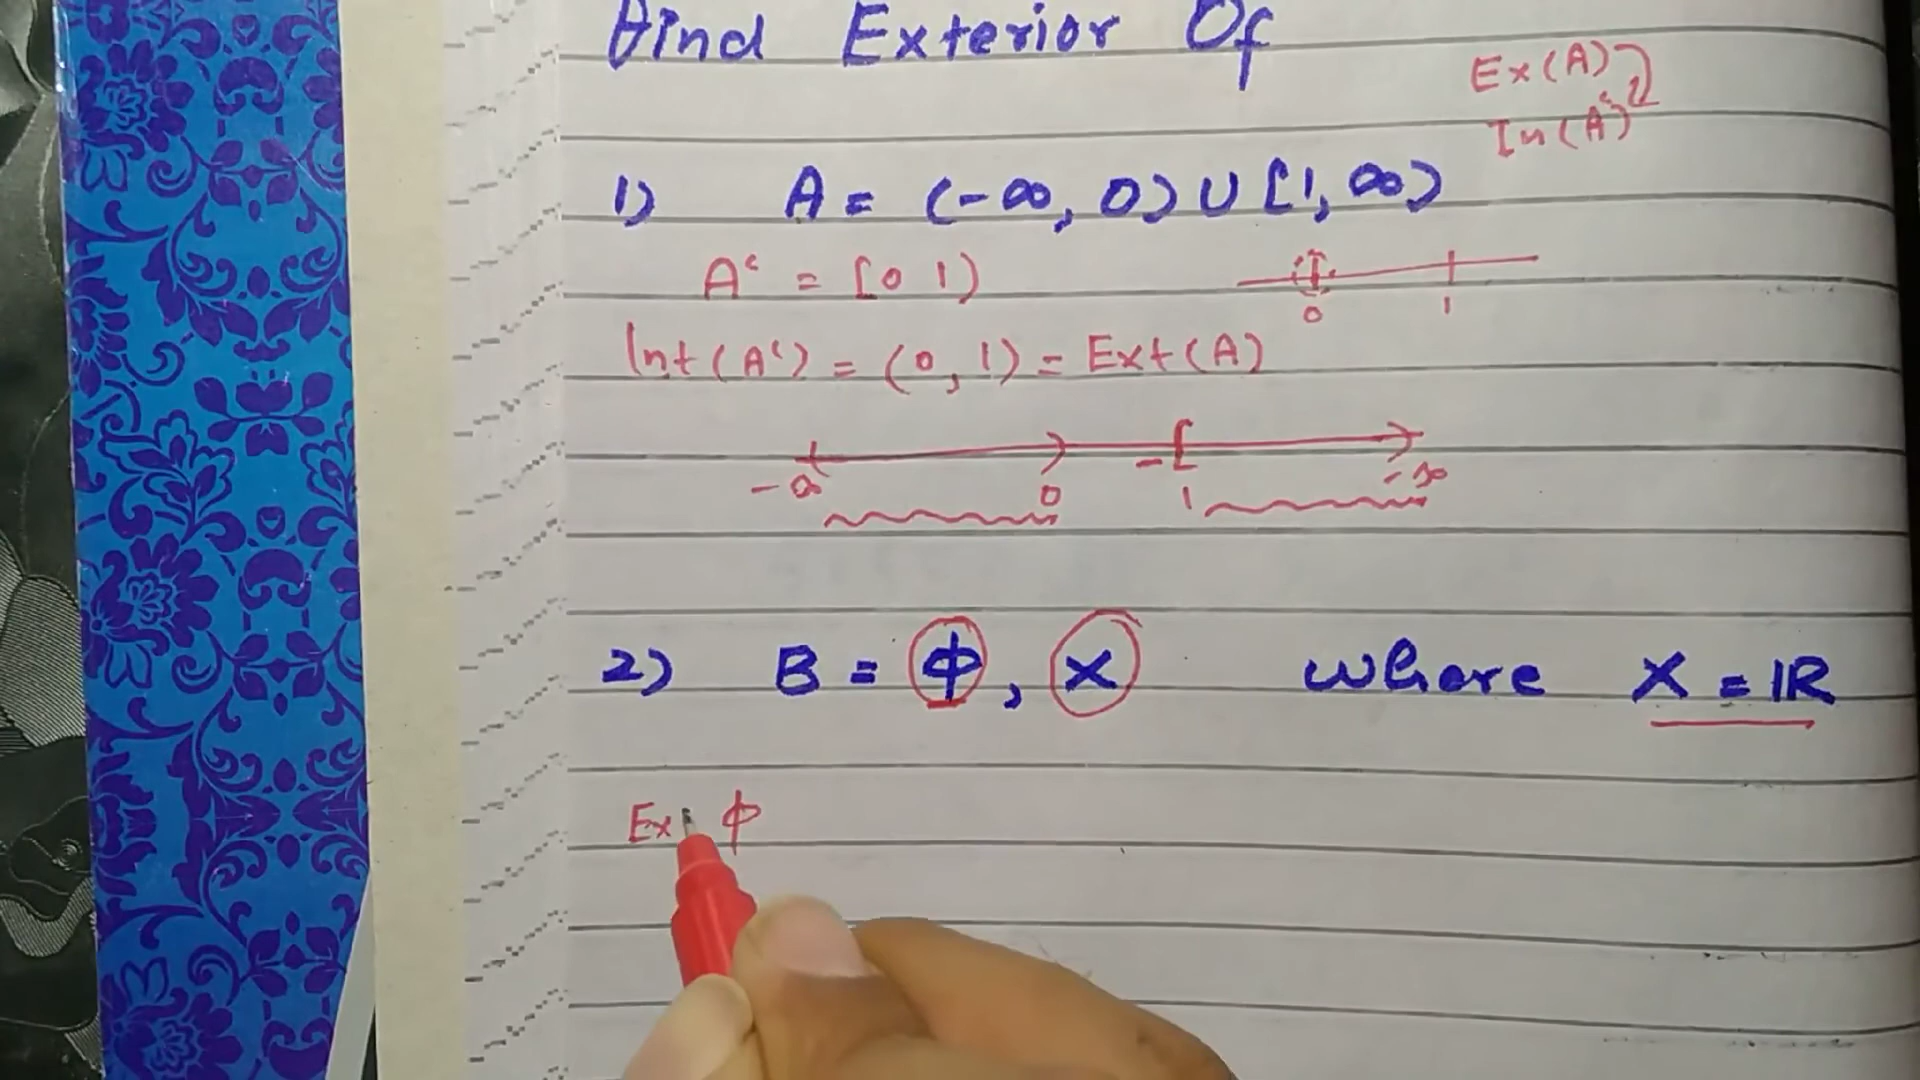 Find Exterior Of
Ex(A)
In(Aᶜ)
1) A = (-∞, 0) ∪ [1, ∞)
Aᶜ = [0 1)
0 1
Int(Aᶜ) = (0, 1) = Ext(A)
-∞ 0 1 -∞
2) B = ϕ, X where X = IR
Ex ϕ